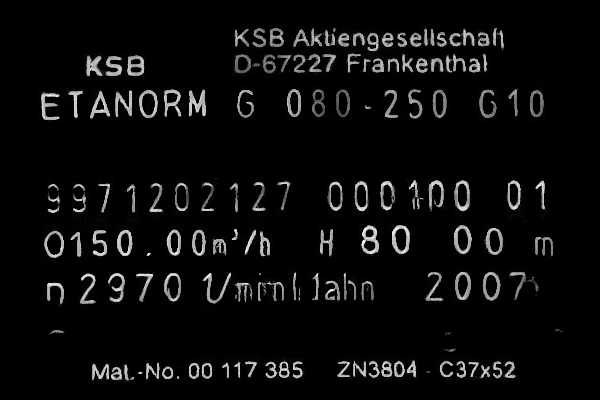 KSB Aktiengesellschaft
KSB D-67227 Frankenthal
ETANORM G 080-250 G10
9971202127 000100 01
Q150.00m³/h H 80 00 m
n 2970 1/min Jahr 2007
Mat.-No. 00 117 385 ZN3804 - C37x52